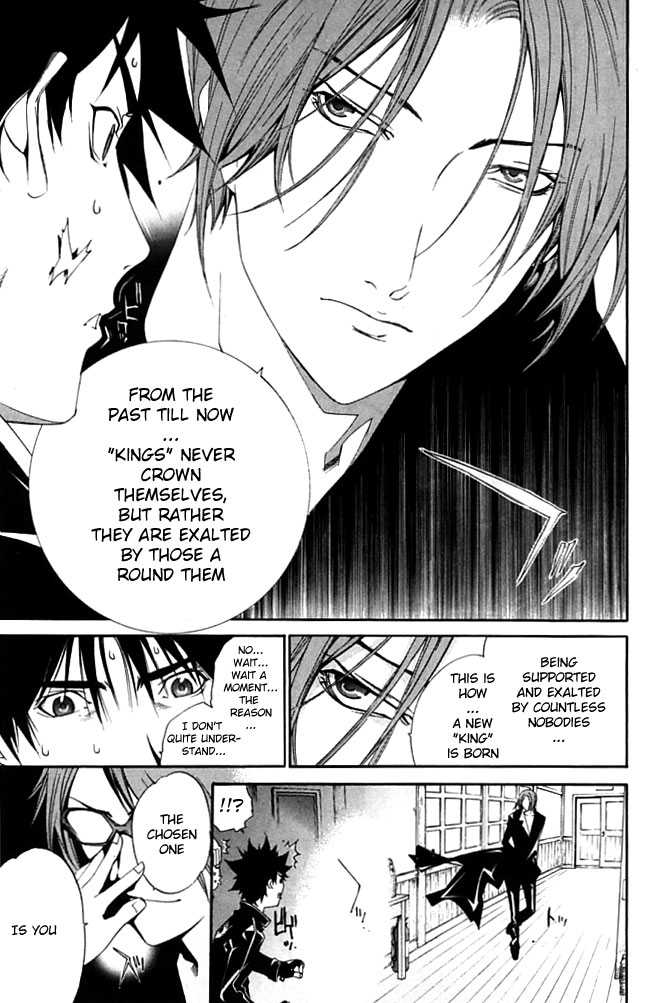 FROM THE
PAST TILL NOW
...
"KINGS" NEVER
CROWN
THEMSELVES,
BUT RATHER
THEY ARE EXALTED
BY THOSE A
ROUND THEM
BEING
SUPPORTED
AND EXALTED
BY COUNTLESS
NOBODIES
...
THIS IS
HOW
...
A NEW
"KING"
IS BORN
NO...
WAIT...
WAIT A
MOMENT...
THE
REASON
...
I DON'T
QUITE UNDER-
STAND...
!!?
THE
CHOSEN
ONE
IS YOU